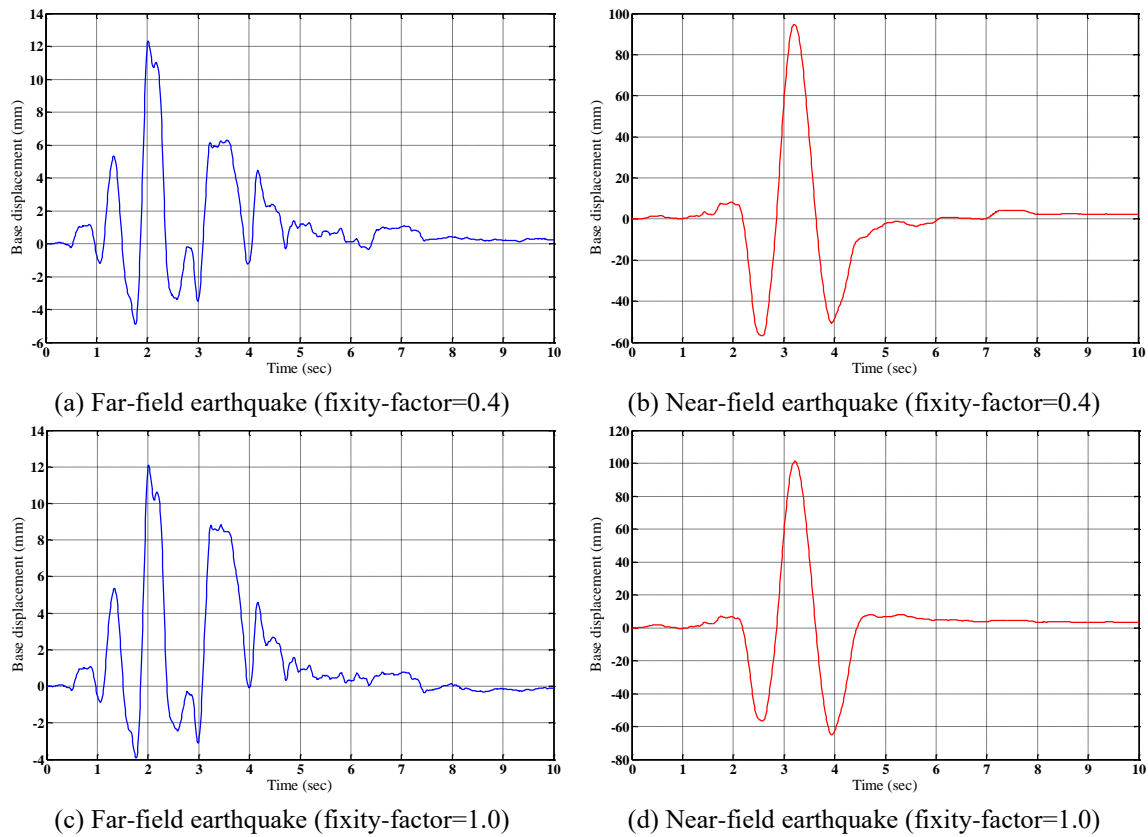 14
12
10
8
6
4
2
0
-2
-4
-6
Base displacement (mm)
0 1 2 3 4 5 6 7 8 9 10
Time (sec)
(a) Far-field earthquake (fixity-factor=0.4)
100
80
60
40
20
0
-20
-40
-60
Base displacement (mm)
0 1 2 3 4 5 6 7 8 9 10
Time (sec)
(b) Near-field earthquake (fixity-factor=0.4)
14
12
10
8
6
4
2
0
-2
-4
Base displacement (mm)
0 1 2 3 4 5 6 7 8 9 10
Time (sec)
(c) Far-field earthquake (fixity-factor=1.0)
120
100
80
60
40
20
0
-20
-40
-60
-80
Base displacement (mm)
0 1 2 3 4 5 6 7 8 9 10
Time (sec)
(d) Near-field earthquake (fixity-factor=1.0)